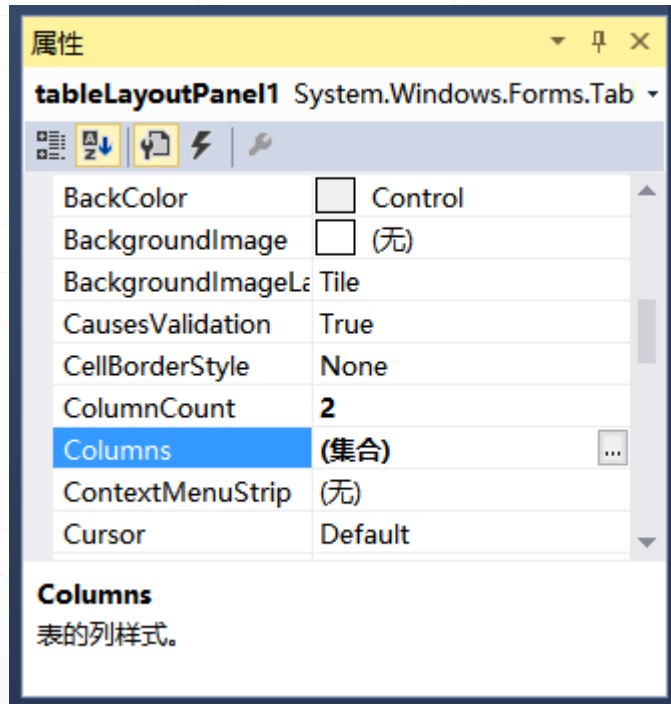 属性
tableLayoutPanel1 System.Windows.Forms.Tab
BackColor Control
BackgroundImage (无)
BackgroundImageLa Tile
CausesValidation True
CellBorderStyle None
ColumnCount 2
Columns (集合) ...
ContextMenuStrip (无)
Cursor Default
Columns
表的列样式。